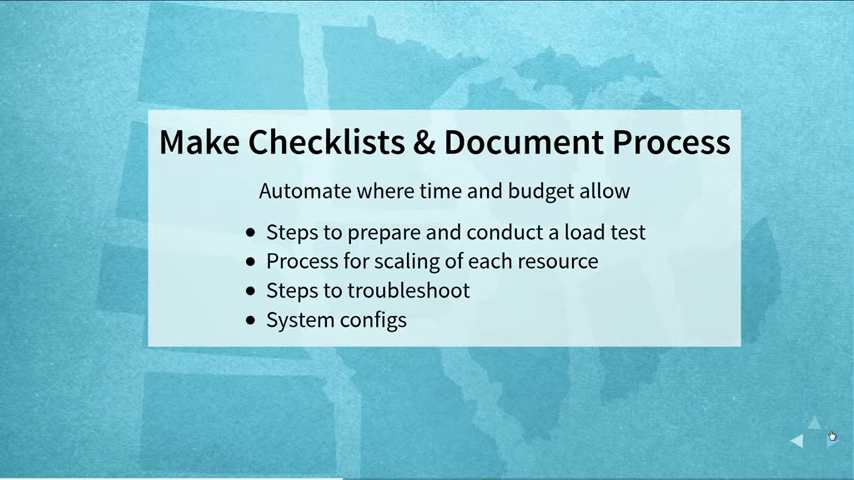 Make Checklists & Document Process
Automate where time and budget allow
• Steps to prepare and conduct a load test
• Process for scaling of each resource
• Steps to troubleshoot
• System configs